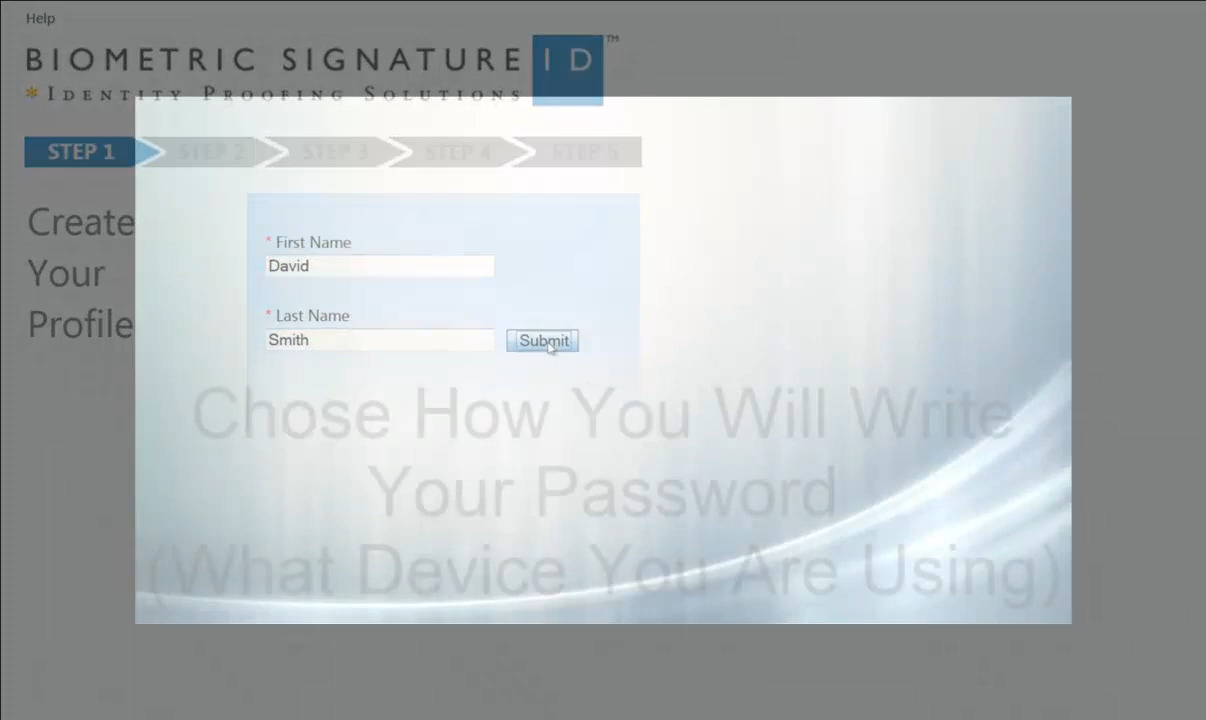 Help
BIOMETRIC SIGNATURE ID™
* IDENTITY PROOFING SOLUTIONS
STEP 1 STEP 2 STEP 3 STEP 4 STEP 5
Create
Your
Profile
* First Name
David
* Last Name
Smith
Submit
Chose How You Will Write
Your Password
(What Device You Are Using)